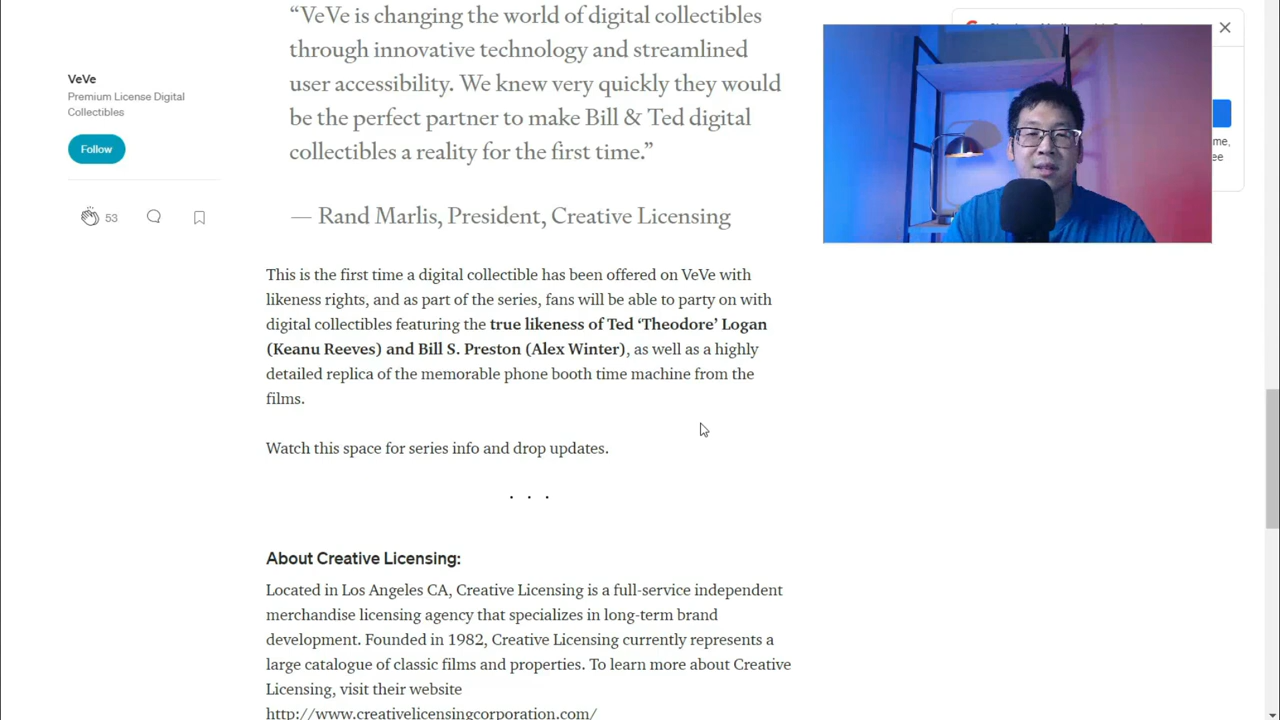 VeVe
Premium License Digital
Collectibles
Follow
53
“VeVe is changing the world of digital collectibles
through innovative technology and streamlined
user accessibility. We knew very quickly they would
be the perfect partner to make Bill & Ted digital
collectibles a reality for the first time.”
— Rand Marlis, President, Creative Licensing
This is the first time a digital collectible has been offered on VeVe with
likeness rights, and as part of the series, fans will be able to party on with
digital collectibles featuring the true likeness of Ted ‘Theodore’ Logan
(Keanu Reeves) and Bill S. Preston (Alex Winter), as well as a highly
detailed replica of the memorable phone booth time machine from the
films.
Watch this space for series info and drop updates.
. . .
About Creative Licensing:
Located in Los Angeles CA, Creative Licensing is a full-service independent
merchandise licensing agency that specializes in long-term brand
development. Founded in 1982, Creative Licensing currently represents a
large catalogue of classic films and properties. To learn more about Creative
Licensing, visit their website
http://www.creativelicensingcorporation.com/